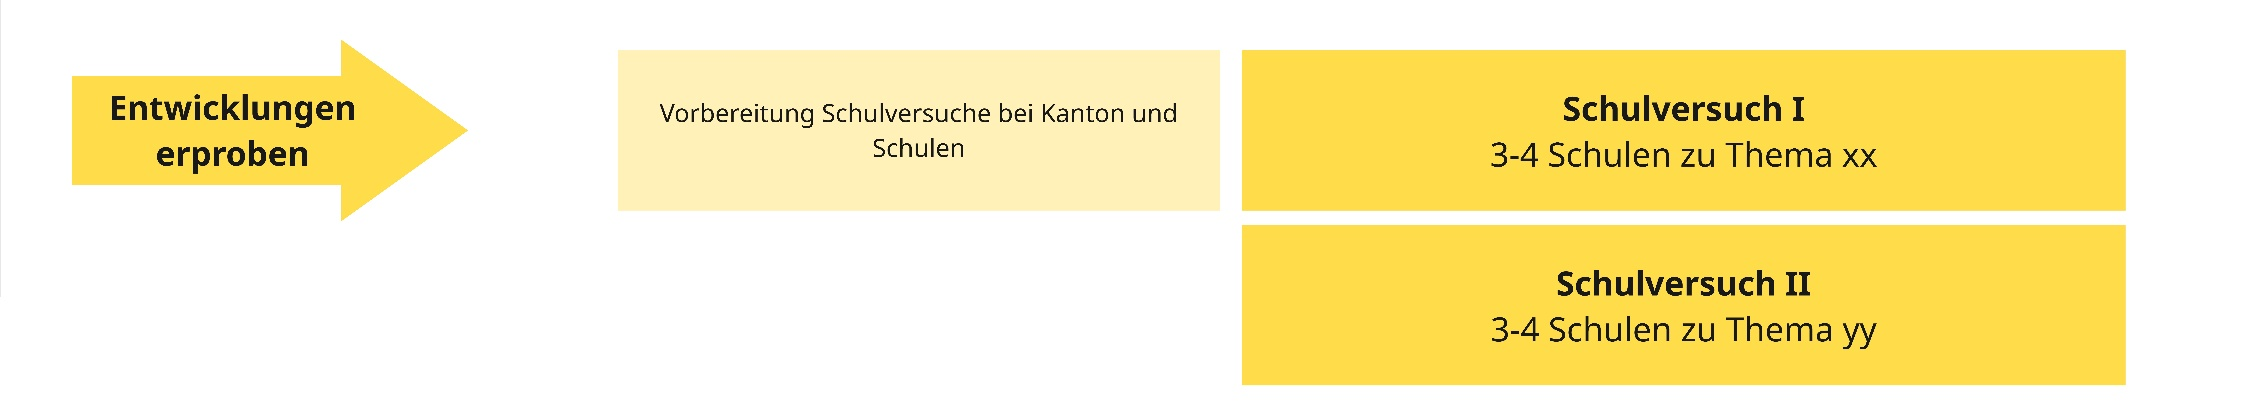 Entwicklungen
erproben
Vorbereitung Schulversuche bei Kanton und
Schulen
Schulversuch I
3-4 Schulen zu Thema xx
Schulversuch II
3-4 Schulen zu Thema yy